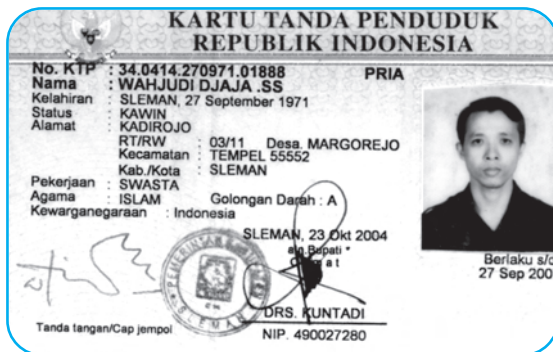 KARTU TANDA PENDUDUK
REPUBLIK INDONESIA
No. KTP : 34.0414.270971.01888 PRIA
Nama : WAHJUDI DJAJA .SS
Kelahiran : SLEMAN, 27 September 1971
Status : KAWIN
Alamat : KADIROJO
RT/RW : 03/11 Desa. MARGOREJO
Kecamatan : TEMPEL 55552
Kab./Kota : SLEMAN
Pekerjaan : SWASTA
Agama : ISLAM Golongan Darah : A
Kewarganegaraan : Indonesia
SLEMAN, 23 Okt 2004
a/n Bupati *
Berlaku s/d
27 Sep 200
Tanda tangan/Cap jempol
DRS. KUNTADI
NIP. 490027280